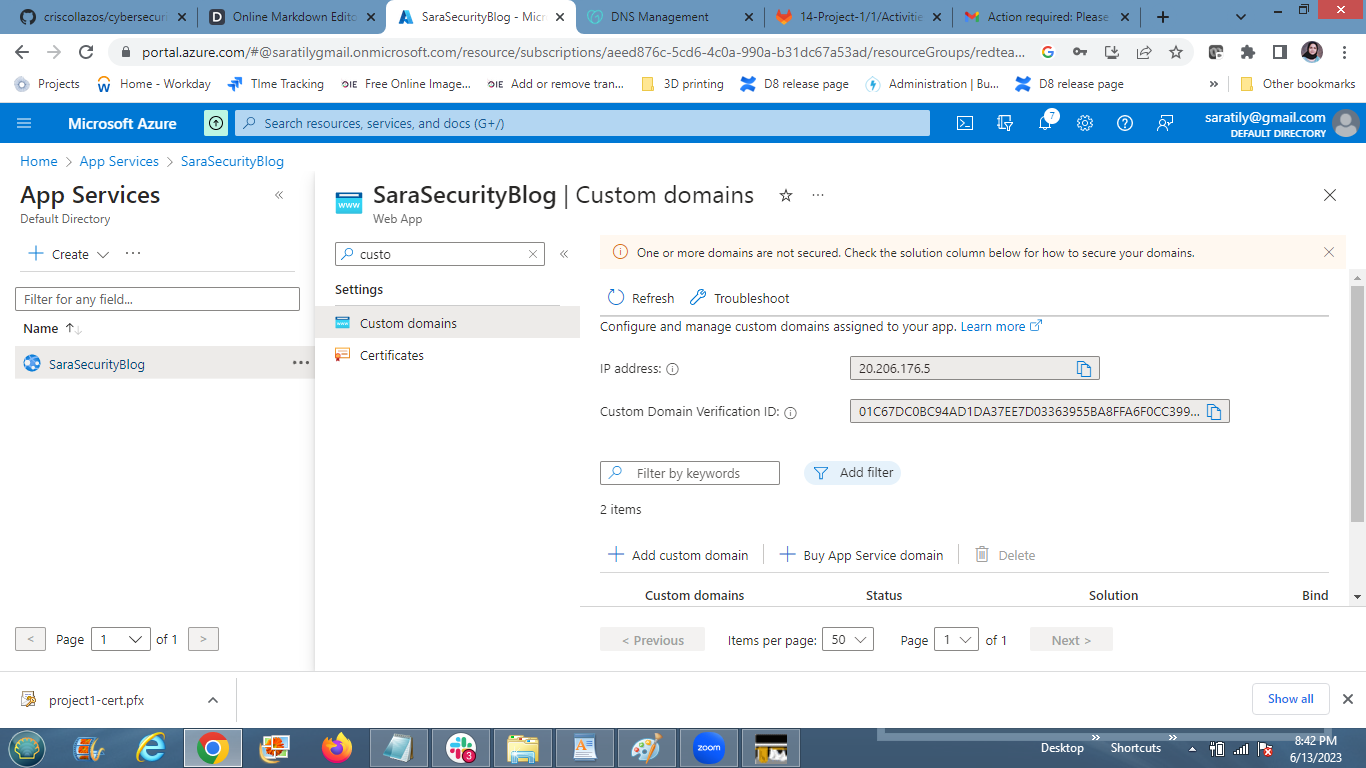 criscollazos/cybersecuri
Online Markdown Edito
SaraSecurityBlog - Micr
DNS Management
14-Project-1/1/Activitie
Action required: Please
portal.azure.com/#@saratilygmail.onmicrosoft.com/resource/subscriptions/aeed876c-5cd6-4c0a-990a-b31dc67a53ad/resourceGroups/redtea...
Projects
Home - Workday
TIme Tracking
OIE Free Online Image...
OIE Add or remove tran...
3D printing
D8 release page
Administration | Bu...
D8 release page
»
Other bookmarks
Microsoft Azure
Search resources, services, and docs (G+/)
7
saratily@gmail.com
DEFAULT DIRECTORY
Home > App Services > SaraSecurityBlog
App Services
Default Directory
Create
Filter for any field...
Name
SaraSecurityBlog
< Page 1 of 1 >
SaraSecurityBlog | Custom domains
www
Web App
custo
Settings
Custom domains
Certificates
One or more domains are not secured. Check the solution column below for how to secure your domains.
Refresh
Troubleshoot
Configure and manage custom domains assigned to your app. Learn more
IP address:
20.206.176.5
Custom Domain Verification ID:
01C67DC0BC94AD1DA37EE7D03363955BA8FFA6F0CC399...
Filter by keywords
Add filter
2 items
Add custom domain
Buy App Service domain
Delete
Custom domains Status Solution Bind
< Previous Items per page: 50 Page 1 of 1 Next >
project1-cert.pfx
Show all
3
zoom
Desktop »
Shortcuts »
8:42 PM
6/13/2023